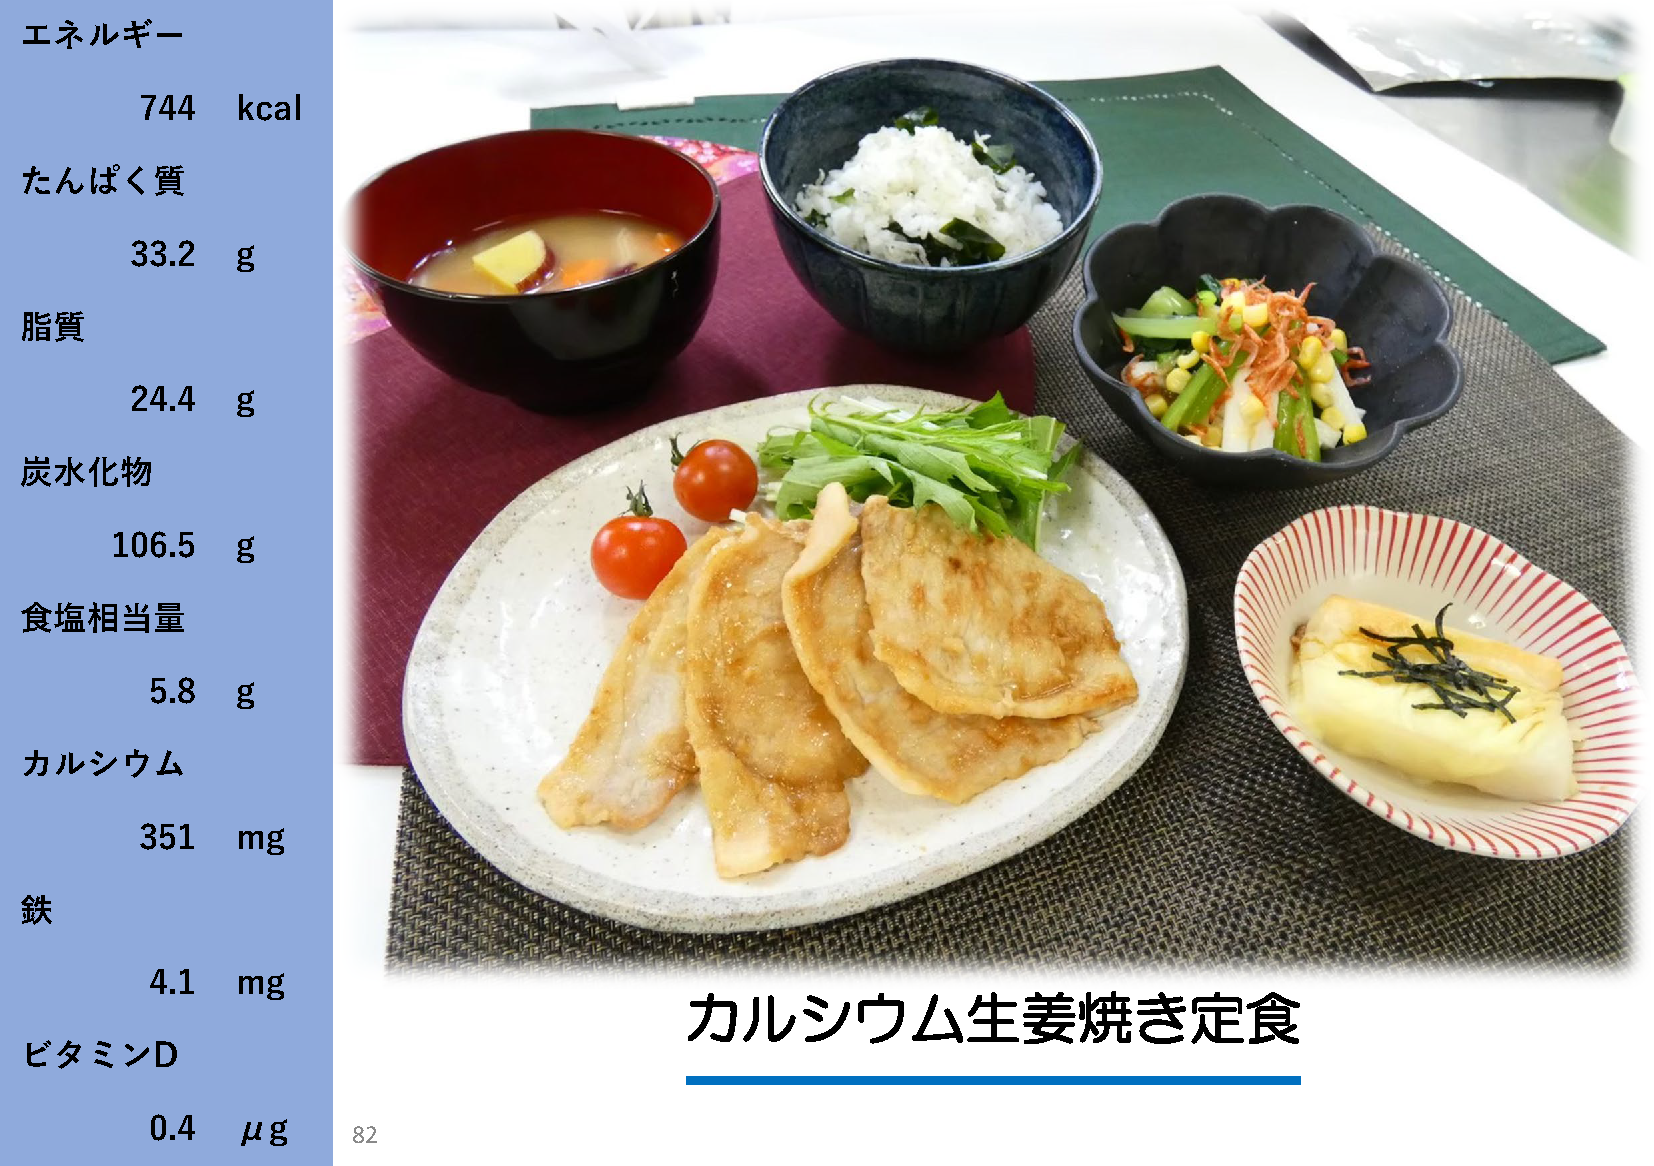 エネルギー
744 kcal
たんぱく質
33.2 g
脂質
24.4 g
炭水化物
106.5 g
食塩相当量
5.8 g
カルシウム
351 mg
鉄
4.1 mg
ビタミンD
0.4 μg
カルシウム生姜焼き定食
82